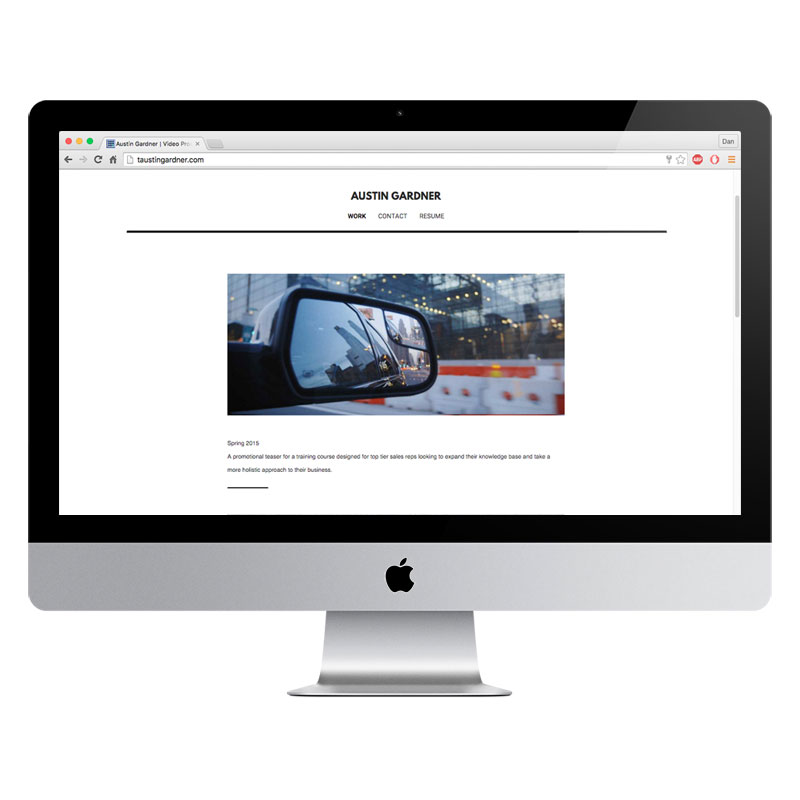 Austin Gardner | Video Pro
Dan
taustingardner.com
ABP
AUSTIN GARDNER
WORK CONTACT RESUME
Spring 2015
A promotional teaser for a training course designed for top tier sales reps looking to expand their knowledge base and take a
more holistic approach to their business.